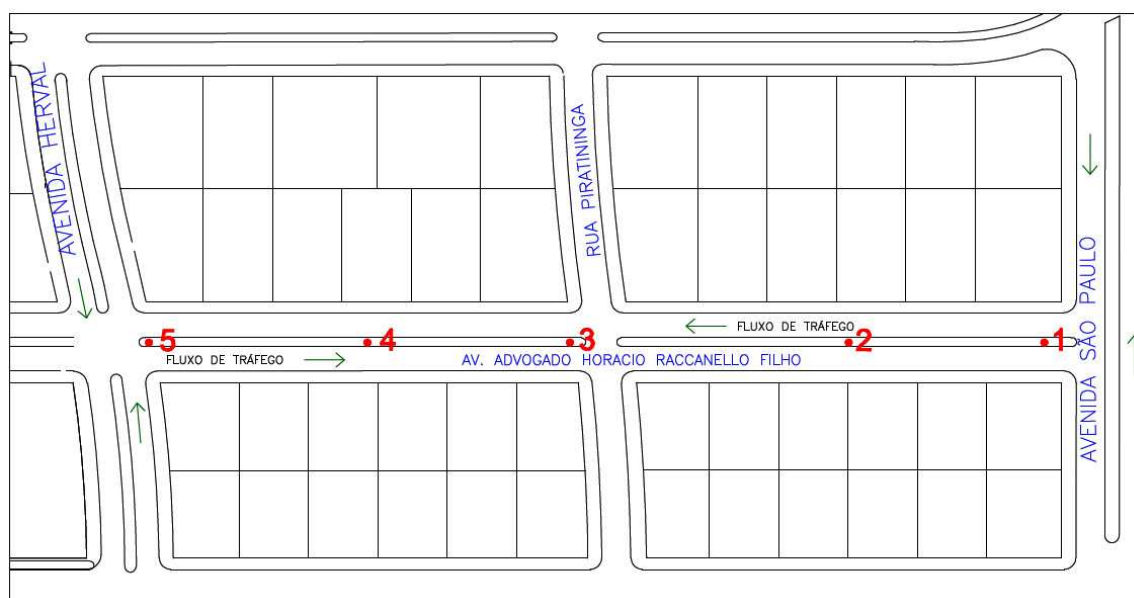 AVENIDA HERVAL
RUA PIRATININGA
AVENIDA SÃO PAULO
FLUXO DE TRÁFEGO
5
4
3
2
1
FLUXO DE TRÁFEGO
AV. ADVOGADO HORACIO RACCANELLO FILHO